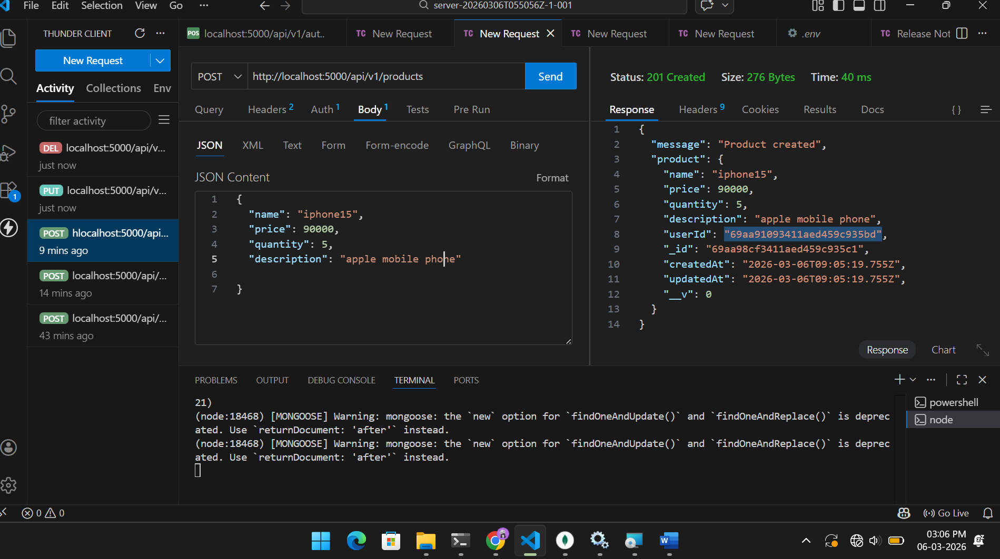 File Edit Selection View Go ··· server-20260306T055056Z-1-001
THUNDER CLIENT ···
New Request
Activity Collections Env
filter activity
DEL localhost:5000/api/v...
just now
PUT localhost:5000/api/v...
just now
POST hlocalhost:5000/api...
9 mins ago
POST localhost:5000/api/...
14 mins ago
POST localhost:5000/api/...
43 mins ago
1
POS localhost:5000/api/v1/aut..
TC New Request
TC New Request
TC New Request
TC New Request
.env
TC Release Not
···
POST http://localhost:5000/api/v1/products Send
Query Headers 2 Auth 1 Body 1 Tests Pre Run
JSON XML Text Form Form-encode GraphQL Binary
JSON Content Format
1 {
2 "name": "iphone15",
3 "price": 90000,
4 "quantity": 5,
5 "description": "apple mobile phone"
6
7 }
Status: 201 Created Size: 276 Bytes Time: 40 ms
Response Headers 9 Cookies Results Docs { }
1 {
2 "message": "Product created",
3 "product": {
4 "name": "iphone15",
5 "price": 90000,
6 "quantity": 5,
7 "description": "apple mobile phone",
8 "userId": "69aa91093411aed459c935bd",
9 "_id": "69aa98cf3411aed459c935c1",
10 "createdAt": "2026-03-06T09:05:19.755Z",
11 "updatedAt": "2026-03-06T09:05:19.755Z",
12 "__v": 0
13 }
14 }
Response Chart
PROBLEMS OUTPUT DEBUG CONSOLE TERMINAL PORTS ···
21)
(node:18468) [MONGOOSE] Warning: mongoose: the `new` option for `findOneAndUpdate()` and `findOneAndReplace()` is deprec
ated. Use `returnDocument: 'after'` instead.
(node:18468) [MONGOOSE] Warning: mongoose: the `new` option for `findOneAndUpdate()` and `findOneAndReplace()` is deprec
ated. Use `returnDocument: 'after'` instead.
powershell
node
0 0 Go Live
W
03:06 PM
06-03-2026